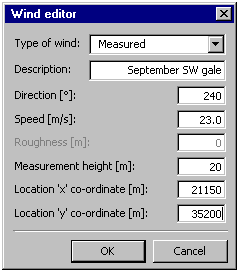 Wind editor
Type of wind: Measured
Description: September SW gale
Direction [°]: 240
Speed [m/s]: 23.0
Roughness [m]: 0
Measurement height [m]: 20
Location 'x' co-ordinate [m]: 21150
Location 'y' co-ordinate [m]: 35200
OK Cancel